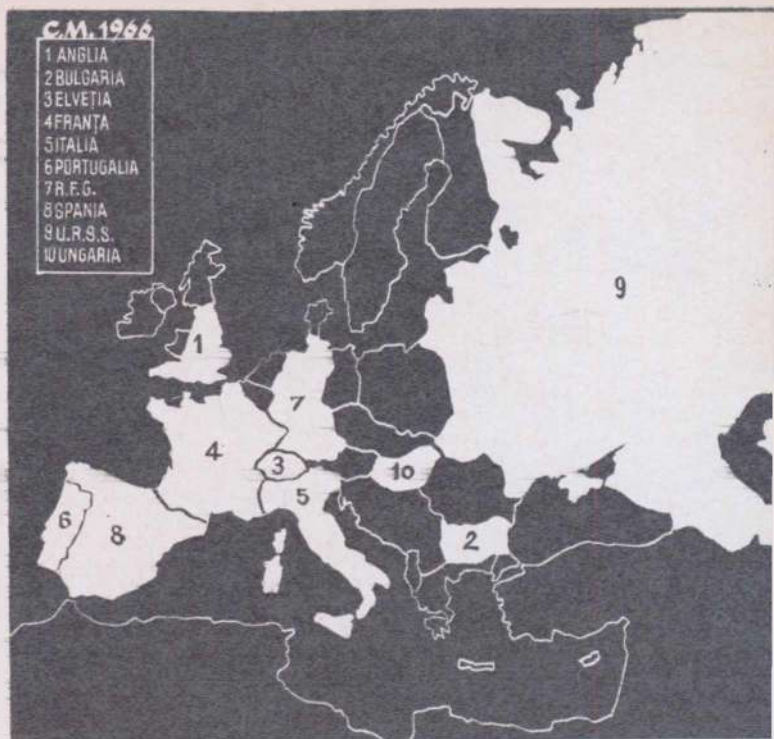 C.M. 1966
1 ANGLIA
2 BULGARIA
3 ELVEȚIA
4 FRANȚA
5 ITALIA
6 PORTUGALIA
7 R.F.G.
8 SPANIA
9 U.R.S.S.
10 UNGARIA
9
1
7
4
3
10
5
6
8
2